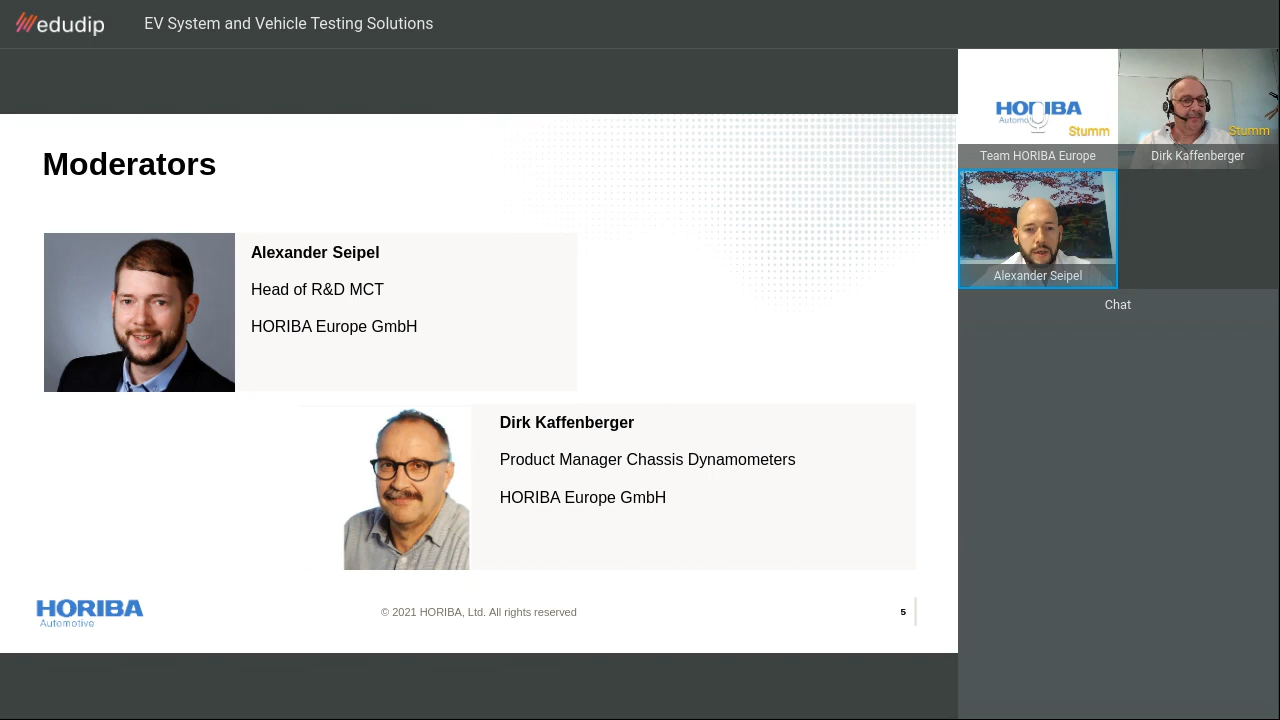 edudip
EV System and Vehicle Testing Solutions
Moderators
Alexander Seipel
Head of R&D MCT
HORIBA Europe GmbH
Dirk Kaffenberger
Product Manager Chassis Dynamometers
HORIBA Europe GmbH
HORIBA
Automotive
© 2021 HORIBA, Ltd. All rights reserved
5
HORIBA
Stumm
Team HORIBA Europe
Stumm
Dirk Kaffenberger
Alexander Seipel
Chat